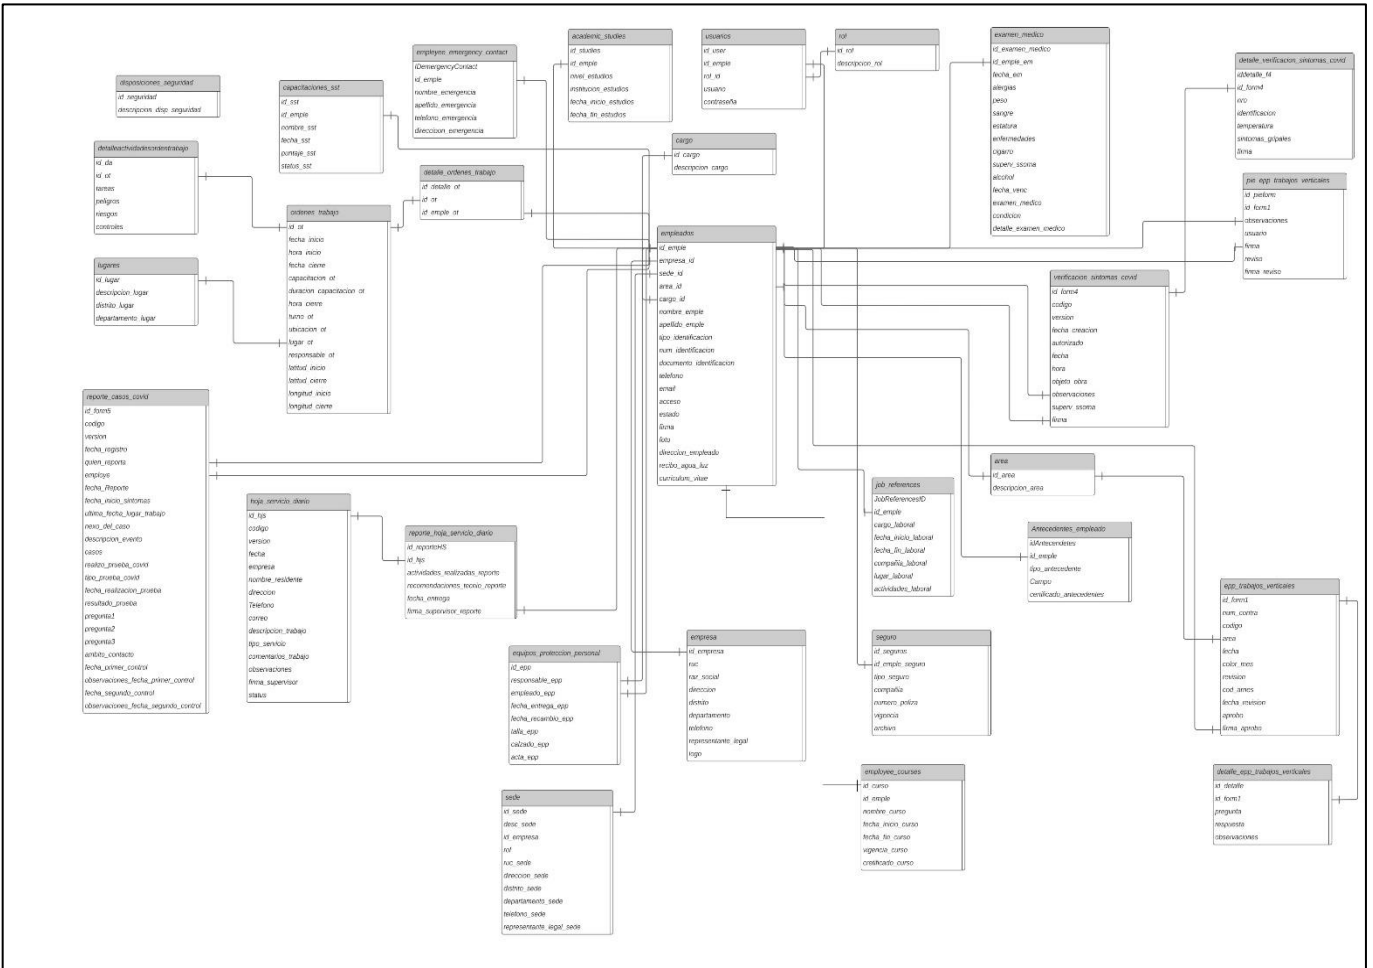 disposiciones_seguridad
id_seguridad
descripcion_disp_seguridad
capacitaciones_sst
id_sst
id_emple
nombre_sst
fecha_sst
puntaje_sst
status_sst
employee_emergency_contact
IDemergencyContact
id_emple
nombre_emergencia
apellido_emergencia
telefono_emergencia
direccion_emergencia
academic_studies
id_studies
id_emple
nivel_estudios
institucion_estudios
fecha_inicio_estudios
fecha_fin_estudios
usuarios
id_user
id_emple
rol_id
usuario
contraseña
rol
id_rol
descripcion_rol
examen_medico
id_examen_medico
id_emple_em
fecha_em
alergias
peso
sangre
estatura
enfermedades
cigarro
superv_ssoma
alcohol
fecha_venc
examen_medico
condicion
detalle_examen_medico
detalle_verificacion_sintomas_covid
iddetalle_f4
id_form4
nro
identificacion
temperatura
sintomas_gripales
firma
detalleactividadesordentrabajo
id_da
id_ot
tareas
peligros
riesgos
controles
detalle_ordenes_trabajo
id_detalle_ot
id_ot
id_emple_ot
cargo
id_cargo
descripcion_cargo
pie_epp_trabajos_verticales
id_pieform
id_form1
observaciones
usuario
firma
reviso
firma_reviso
lugares
id_lugar
descripcion_lugar
distrito_lugar
departamento_lugar
ordenes_trabajo
id_ot
fecha_inicio
hora_inicio
fecha_cierre
capacitacion_ot
duracion_capacitacion_ot
hora_cierre
turno_ot
ubicacion_ot
lugar_ot
responsable_ot
latitud_inicio
latitud_cierre
longitud_inicio
longitud_cierre
empleados
id_emple
empresa_id
sede_id
area_id
cargo_id
nombre_emple
apellido_emple
tipo_identificacion
num_identificacion
documento_identificacion
telefono
email
acceso
estado
firma
foto
direccion_empleado
recibo_agua_luz
curriculum_vitae
verificacion_sintomas_covid
id_form4
codigo
version
fecha_creacion
autorizado
fecha
hora
objeto_obra
observaciones
superv_ssoma
firma
reporte_casos_covid
id_form5
codigo
version
fecha_registro
quien_reporta
employs
fecha_Reporte
fecha_inicio_sintomas
ultima_fecha_lugar_trabajo
nexo_del_caso
descripcion_evento
casos
realizo_prueba_covid
tipo_prueba_covid
fecha_realizacion_prueba
resultado_prueba
pregunta1
pregunta2
pregunta3
ambito_contacto
fecha_primer_control
observaciones_fecha_primer_control
fecha_segundo_control
observaciones_fecha_segundo_control
hoja_servicio_diario
id_hjs
codigo
version
fecha
empresa
nombre_residente
direccion
Telefono
correo
descripcion_trabajo
tipo_servicio
comentarios_trabajo
observaciones
firma_supervisor
status
reporte_hoja_servicio_diario
id_reporteHS
id_hjs
actividades_realizadas_reporte
recomendaciones_tecnio_reporte
fecha_entrega
firma_supervisor_reporte
job_references
JobReferencesID
id_emple
cargo_laboral
fecha_inicio_laboral
fecha_fin_laboral
compañia_laboral
lugar_laboral
actividades_laboral
area
id_area
descripcion_area
Antecedentes_empleado
idAntecendetes
id_emple
tipo_antecedente
Campo
certificado_antecedentes
epp_trabajos_verticales
id_form1
nom_contra
codigo
area
fecha
color_mes
revision
cod_arnes
fecha_revision
aprobo
firma_aprobo
equipos_proteccion_personal
id_epp
responsable_epp
empleado_epp
fecha_entrega_epp
fecha_recambio_epp
talla_epp
calzado_epp
acta_epp
empresa
id_empresa
ruc
raz_social
direccion
distrito
departamento
telefono
representante_legal
logo
seguro
id_seguros
id_emple_seguro
tipo_seguro
compañia
numero_poliza
vigencia
archivo
employee_courses
id_curso
id_emple
nombre_curso
fecha_inicio_curso
fecha_fin_curso
vigencia_curso
cretificado_curso
detalle_epp_trabajos_verticales
id_detalle
id_form1
pregunta
respuesta
observaciones
sede
id_sede
desc_sede
id_empresa
rol
ruc_sede
direccion_sede
distrito_sede
departamento_sede
telefono_sede
representante_legal_sede